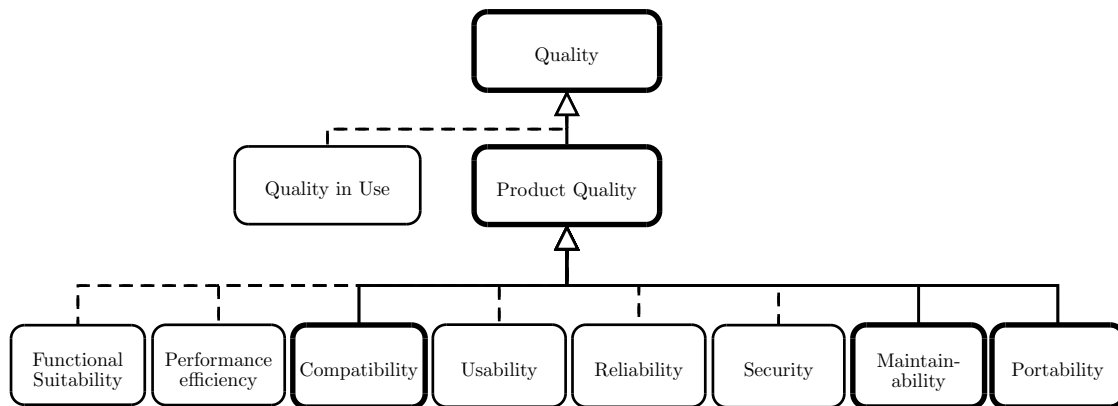 Quality
Quality in Use
Product Quality
Functional
Suitability
Performance
efficiency
Compatibility
Usability
Reliability
Security
Maintain-
ability
Portability